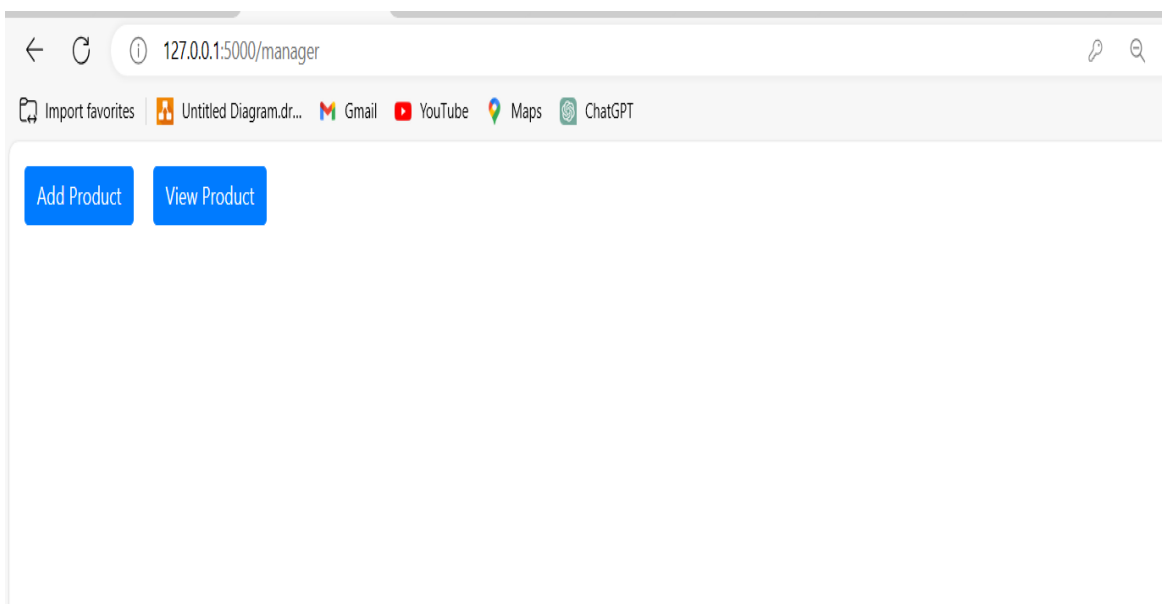 127.0.0.1:5000/manager
Import favorites Untitled Diagram.dr... Gmail YouTube Maps ChatGPT
Add Product View Product